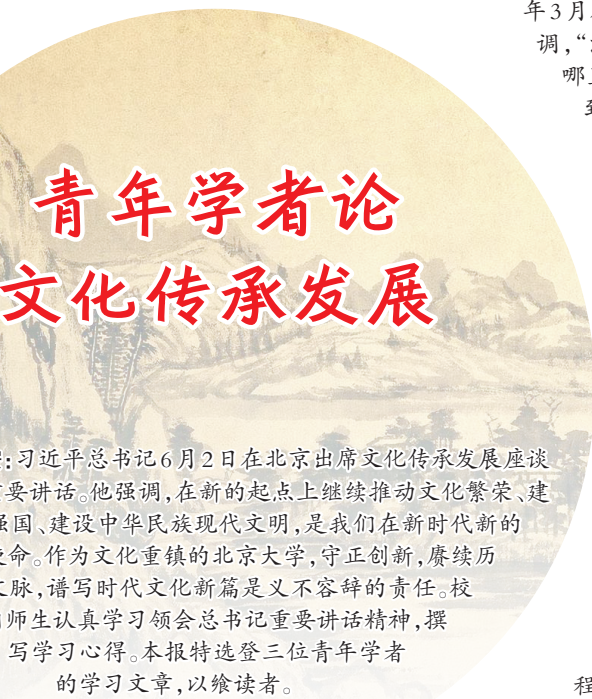 年3月
调,“
哪
青年学者论
文化传承发展
:习近平总书记6月2日在北京出席文化传承发展座谈
要讲话。他强调,在新的起点上继续推动文化繁荣、建
强国、建设中华民族现代文明,是我们在新时代新的
使命。作为文化重镇的北京大学,守正创新,赓续历
文脉,谱写时代文化新篇是义不容辞的责任。校
师生认真学习领会总书记重要讲话精神,撰
写学习心得。本报特选登三位青年学者
的学习文章,以飨读者。
程